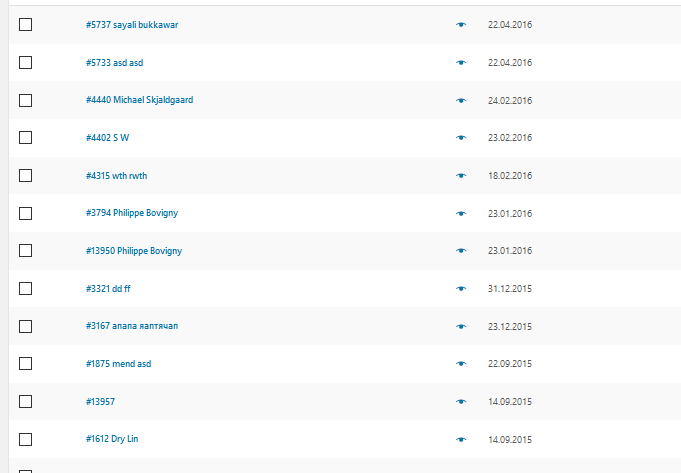 #5737 sayali bukkawar 22.04.2016
#5733 asd asd 22.04.2016
#4440 Michael Skjaldgaard 24.02.2016
#4402 S W 23.02.2016
#4315 wth rwth 18.02.2016
#3794 Philippe Bovigny 23.01.2016
#13950 Philippe Bovigny 23.01.2016
#3321 dd ff 31.12.2015
#3167 апапа яаптячап 23.12.2015
#1875 mend asd 22.09.2015
#13957 14.09.2015
#1612 Dry Lin 14.09.2015